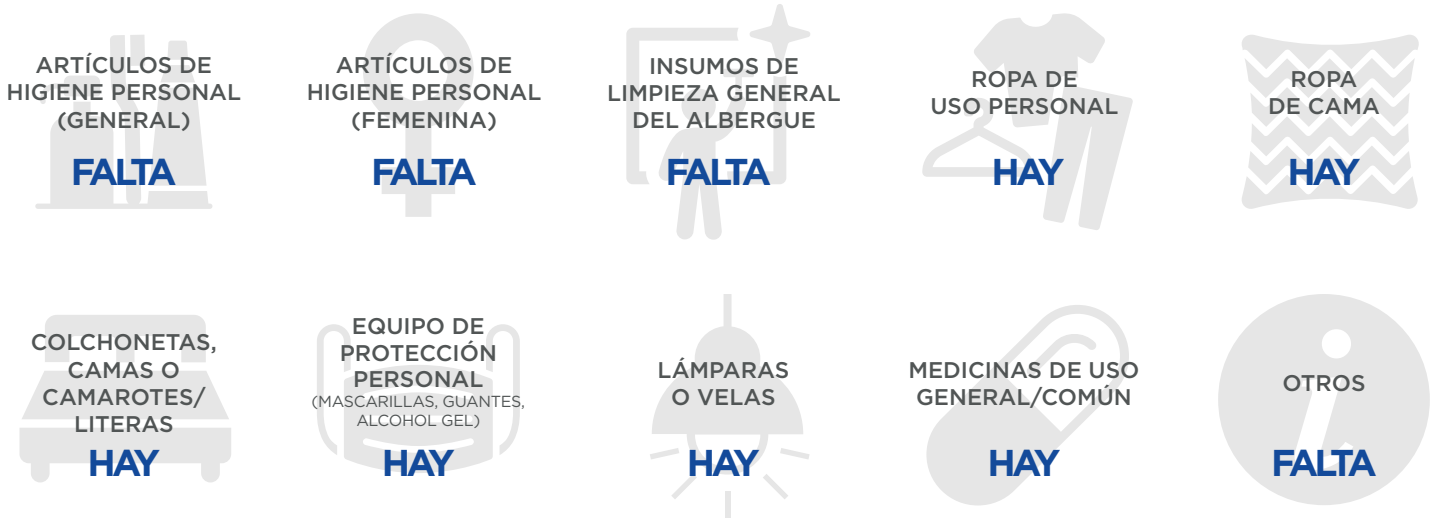 ARTÍCULOS DE
HIGIENE PERSONAL
(GENERAL)
FALTA
ARTÍCULOS DE
HIGIENE PERSONAL
(FEMENINA)
FALTA
INSUMOS DE
LIMPIEZA GENERAL
DEL ALBERGUE
FALTA
ROPA DE
USO PERSONAL
HAY
ROPA
DE CAMA
HAY
COLCHONETAS,
CAMAS O
CAMAROTES/
LITERAS
HAY
EQUIPO DE
PROTECCIÓN
PERSONAL
(MASCARILLAS, GUANTES,
ALCOHOL GEL)
HAY
LÁMPARAS
O VELAS
HAY
MEDICINAS DE USO
GENERAL/COMÚN
HAY
OTROS
FALTA